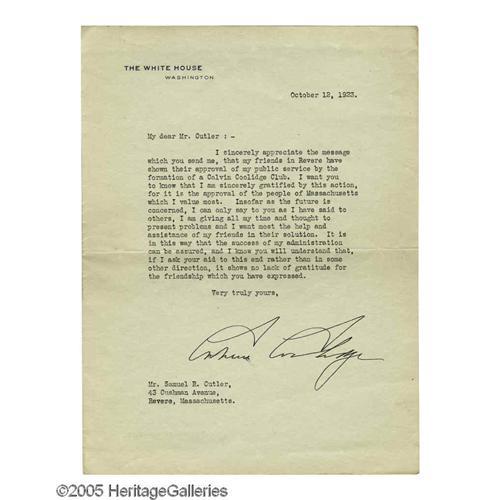 THE WHITE HOUSE
WASHINGTON
October 12, 1923.
My dear Mr. Cutler : -
I sincerely appreciate the message
which you send me, that my friends in Revere have
shown their approval of my public service by the
formation of a Calvin Coolidge Club. I want you
to know that I am sincerely gratified by this action,
for it is the approval of the people of Massachusetts
which I value most. Insofar as the future is
concerned, I can only say to you as I have said to
others, I am giving all my time and thought to
present problems and I want most the help and
assistance of my friends in their solution. It is
in this way that the success of my administration
can be assured, and I know you will understand that,
if I ask your aid to this end rather than in some
other direction, it shows no lack of gratitude for
the friendship which you have expressed.
Very truly yours,
Calvin Coolidge
Mr. Samuel R. Cutler,
43 Cushman Avenue,
Revere, Massachusetts.
©2005 HeritageGalleries